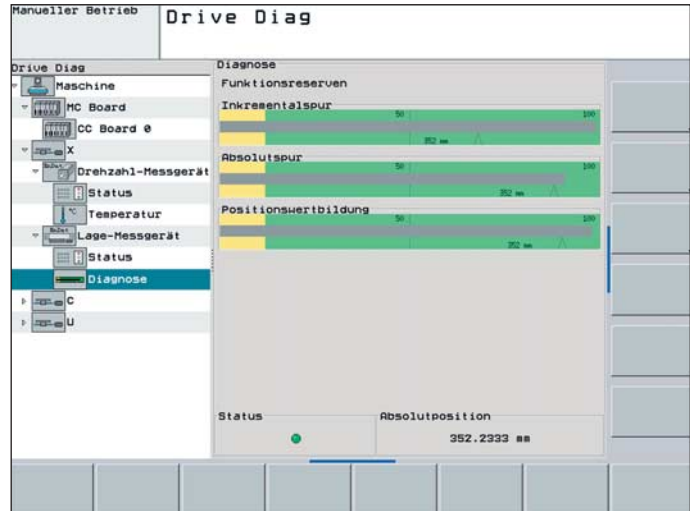 Manueller Betrieb
Drive Diag
Drive Diag
Maschine
MC Board
CC Board 0
X
EnDat
Drehzahl-Messgerät
Status
°C
Temperatur
EnDat
Lage-Messgerät
Status
Diagnose
C
U
Diagnose
Funktionsreserven
Inkrementalspur
50
100
352 mm
Absolutspur
50
100
352 mm
Positionswertbildung
50
100
352 mm
Status
Absolutposition
352.2333 mm